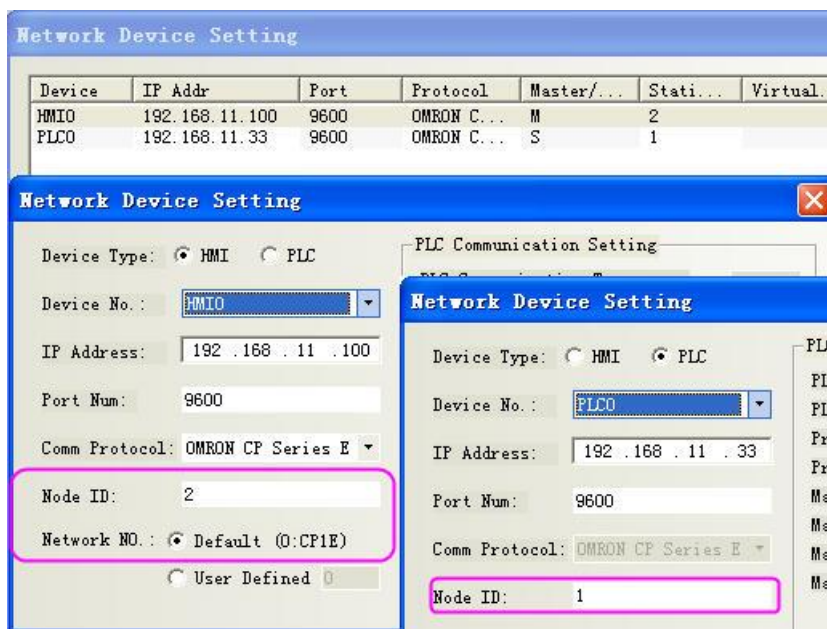 Network Device Setting
Device IP Addr Port Protocol Master/... Stati... Virtual.
HMI0 192.168.11.100 9600 OMRON C... M 2
PLC0 192.168.11.33 9600 OMRON C... S 1
Network Device Setting
Device Type: HMI PLC
Device No.: HMI0
IP Address: 192 .168 . 11 .100
Port Num: 9600
Comm Protocol: OMRON CP Series E
Node ID: 2
Network NO.: Default (0:CP1E)
User Defined 0
PLC Communication Setting
Network Device Setting
Device Type: HMI PLC
Device No.: PLC0
IP Address: 192 .168 . 11 . 33
Port Num: 9600
Comm Protocol: OMRON CP Series E
Node ID: 1